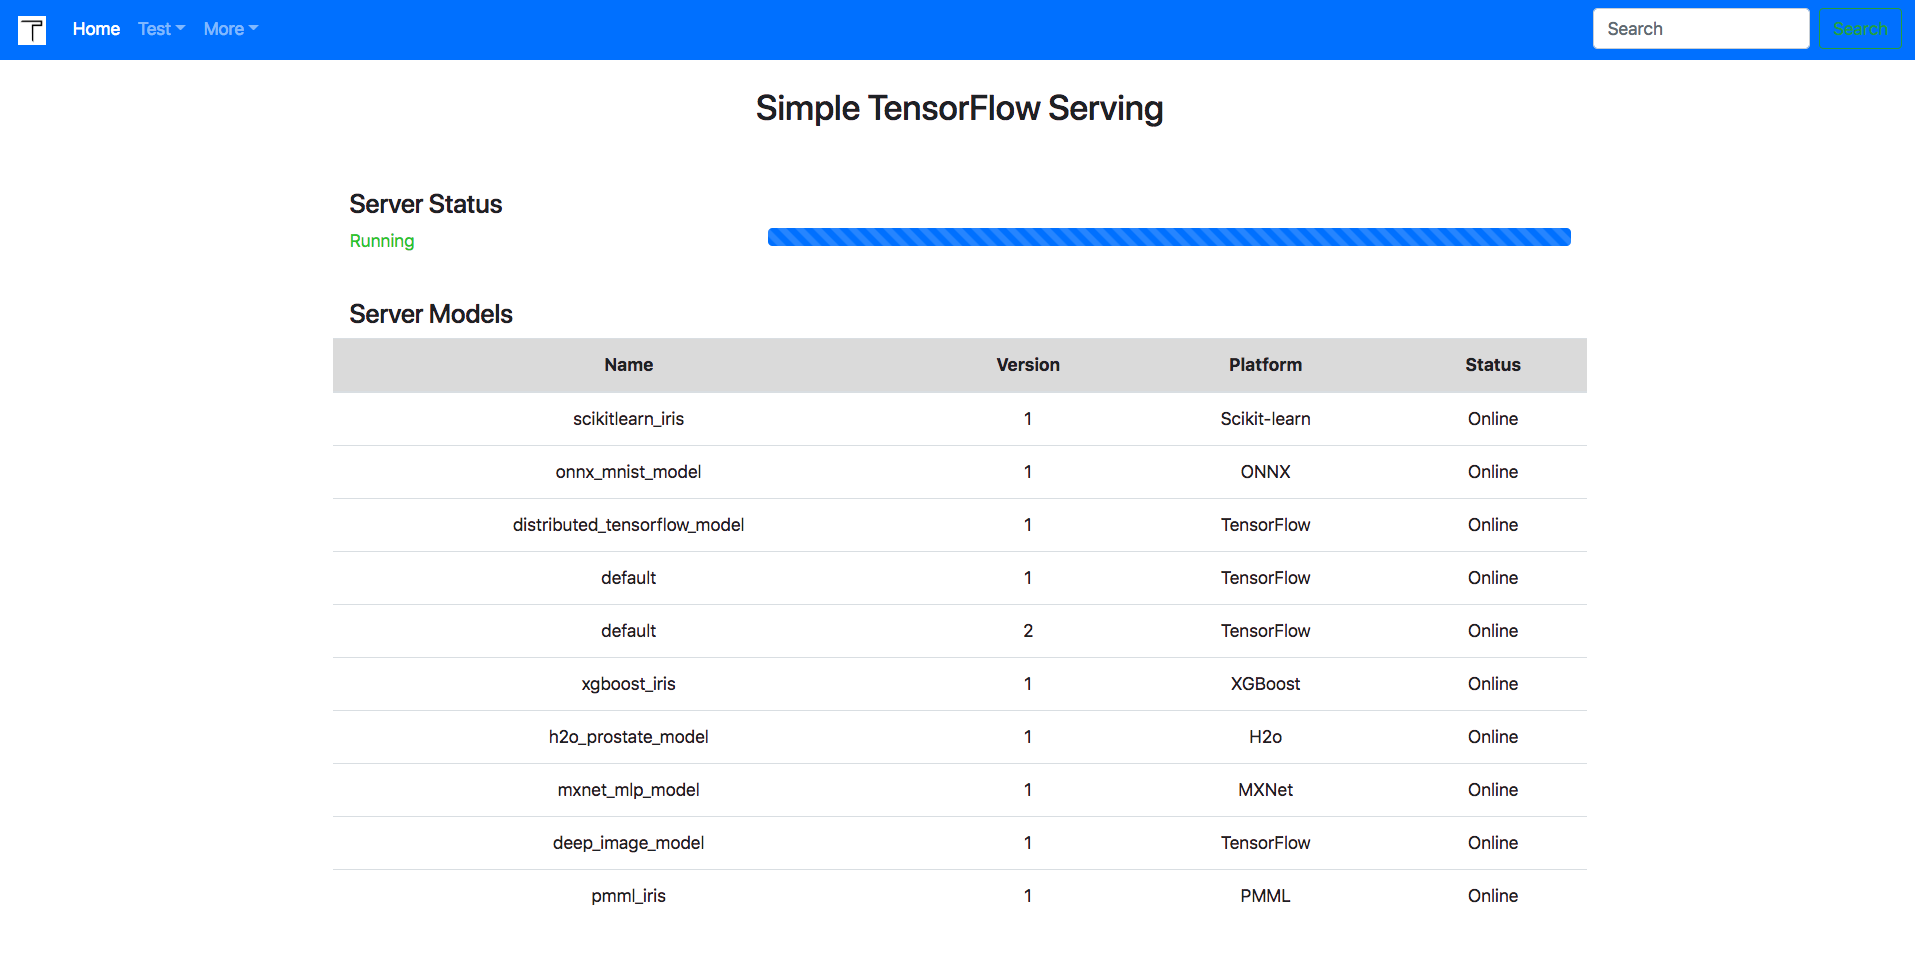 Home Test More Search Search
Simple TensorFlow Serving
Server Status
Running
Server Models
Name Version Platform Status
scikitlearn_iris 1 Scikit-learn Online
onnx_mnist_model 1 ONNX Online
distributed_tensorflow_model 1 TensorFlow Online
default 1 TensorFlow Online
default 2 TensorFlow Online
xgboost_iris 1 XGBoost Online
h2o_prostate_model 1 H2o Online
mxnet_mlp_model 1 MXNet Online
deep_image_model 1 TensorFlow Online
pmml_iris 1 PMML Online